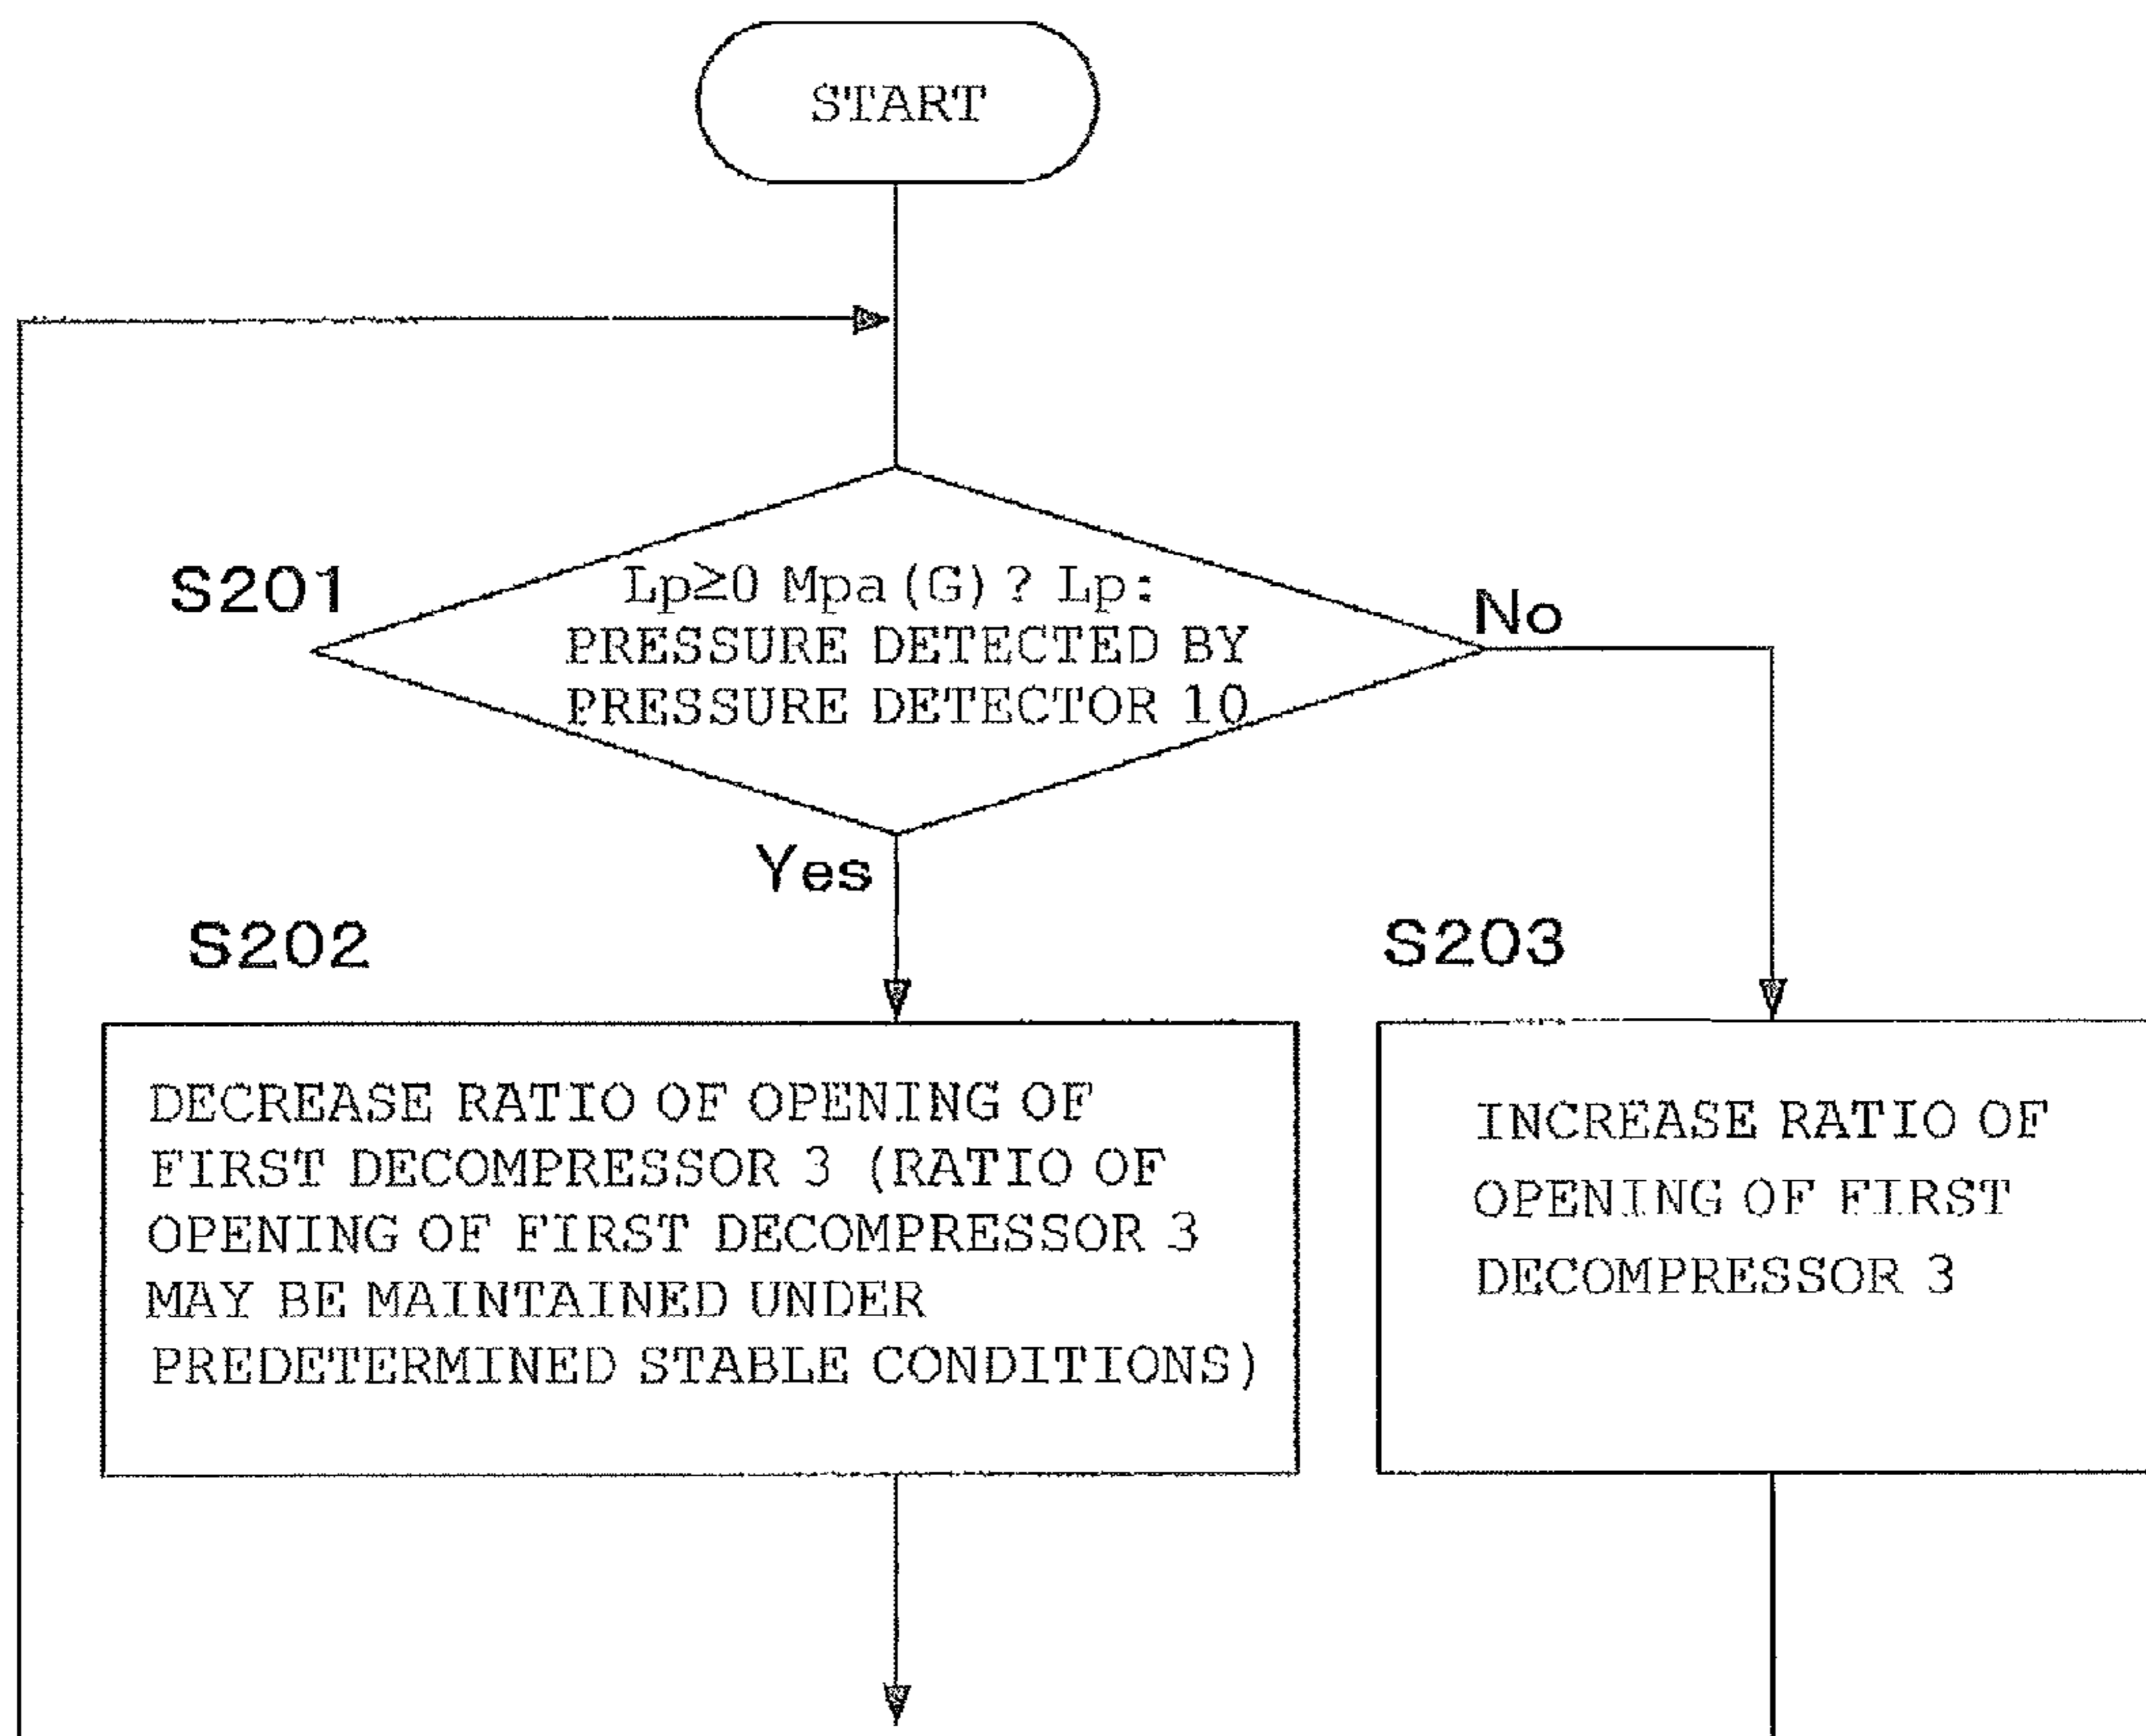 START
S201
Lp≥0 Mpa(G)? Lp:
PRESSURE DETECTED BY
PRESSURE DETECTOR 10
No
Yes
S202
DECREASE RATIO OF OPENING OF
FIRST DECOMPRESSOR 3 (RATIO OF
OPENING OF FIRST DECOMPRESSOR 3
MAY BE MAINTAINED UNDER
PREDETERMINED STABLE CONDITIONS)
S203
INCREASE RATIO OF
OPENING OF FIRST
DECOMPRESSOR 3